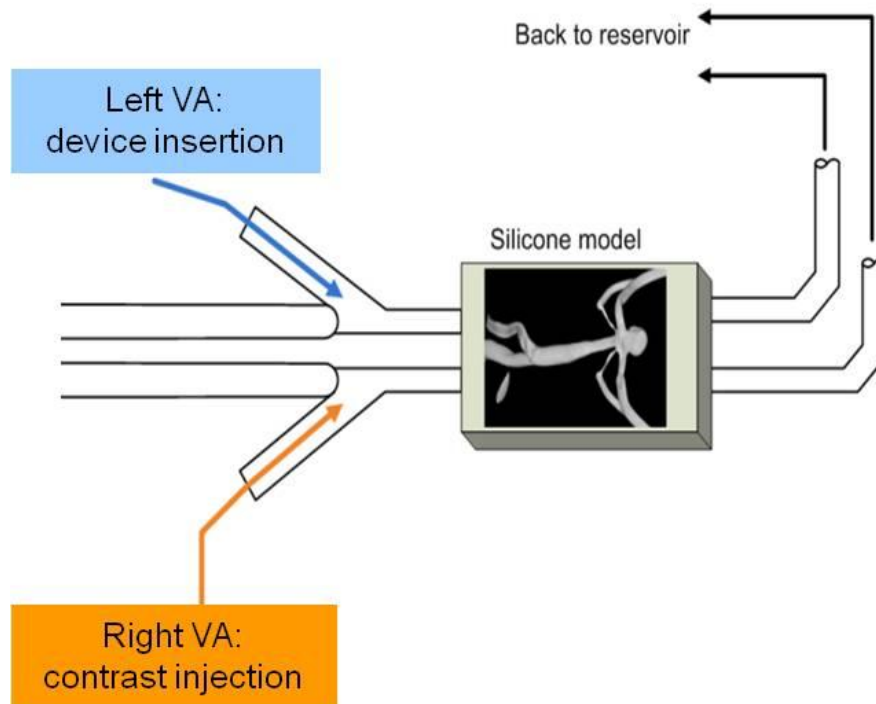 Back to reservoir
Left VA:
device insertion
Silicone model
Right VA:
contrast injection